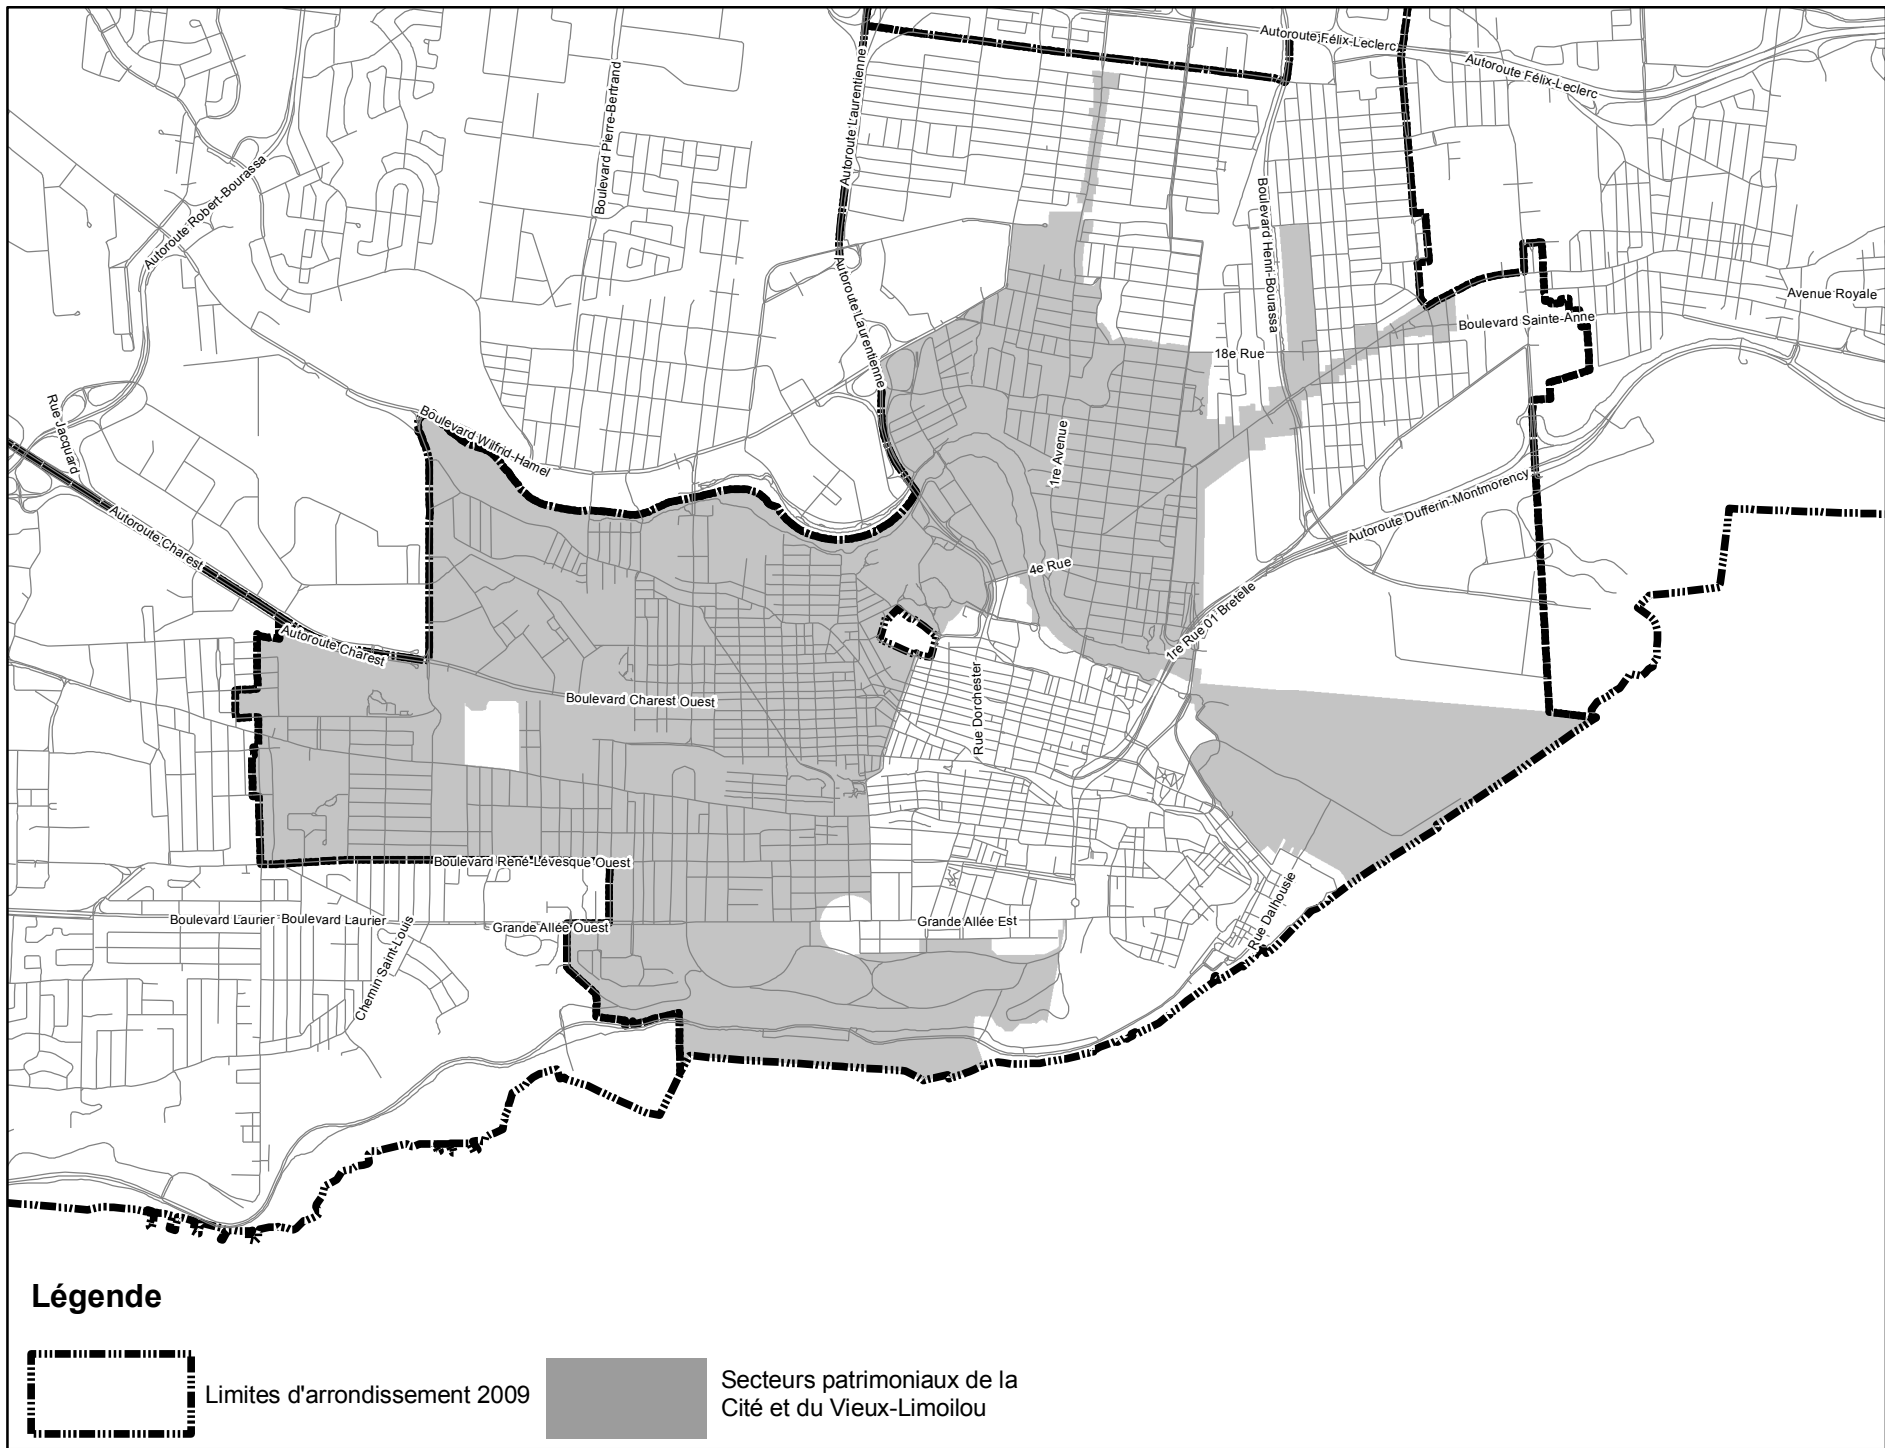 Autoroute Félix-Leclerc
Autoroute Félix-Leclerc
Autoroute Laurentienne
Boulevard Pierre-Bertrand
Autoroute Robert-Bourassa
Boulevard Henri-Bourassa
Autoroute Laurentienne
Avenue Royale
Boulevard Sainte-Anne
18e Rue
Rue Jacquard
Boulevard Wilfrid-Hamel
1re Avenue
Autoroute Dufferin-Montmorency
Autoroute Charest
4e Rue
1re Rue 01 Bretelle
Autoroute Charest
Boulevard Charest Ouest
Rue Dorchester
Boulevard René-Lévesque Ouest
Boulevard Laurier
Boulevard Laurier
Grande Allée Ouest
Grande Allée Est
Rue Dalhousie
Chemin Saint-Louis
Légende
Limites d'arrondissement 2009
Secteurs patrimoniaux de la
Cité et du Vieux-Limoilou